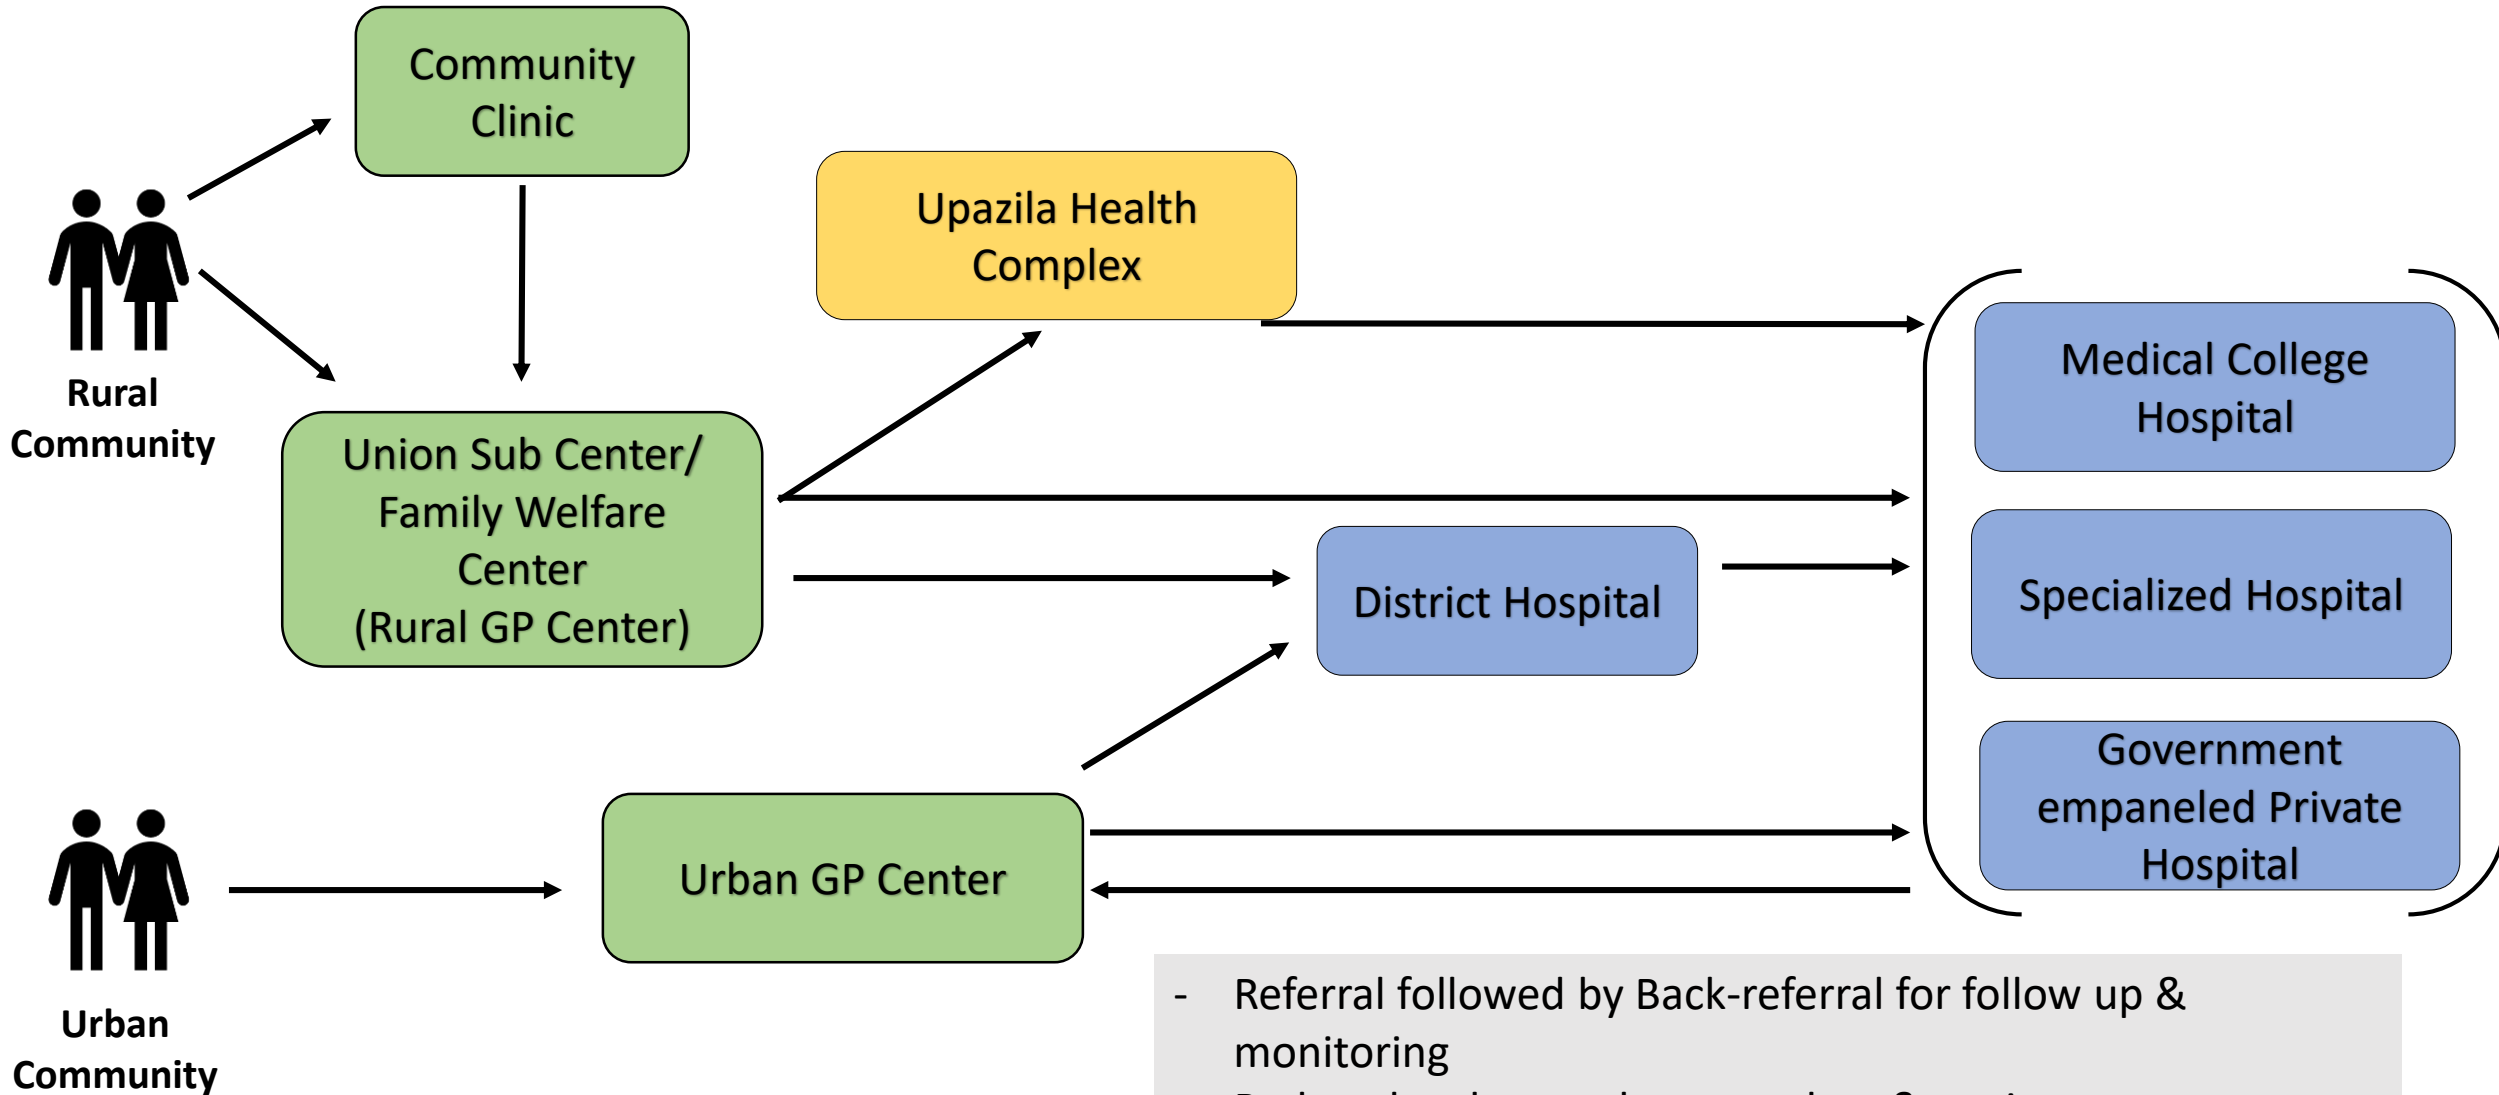 Community
Clinic
Upazila Health
Complex
Rural
Community
Union Sub Center/
Family Welfare
Center
(Rural GP Center)
Medical College
Hospital
District Hospital
Specialized Hospital
Government
empaneled Private
Hospital
Urban GP Center
Urban
Community
- Referral followed by Back-referral for follow up &
monitoring